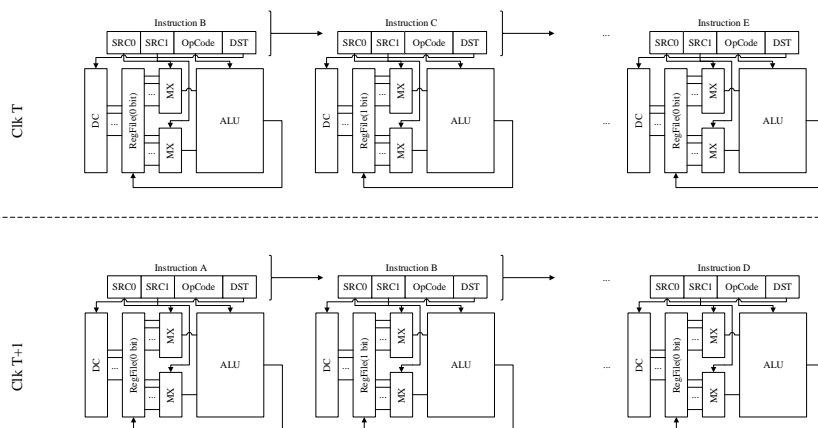 Clk T
Instruction B
SRC0 SRC1 OpCode DST
DC
...
RegFile(0 bit)
...
MX
...
MX
ALU
Instruction C
SRC0 SRC1 OpCode DST
DC
...
RegFile(1 bit)
...
MX
...
MX
ALU
...
...
Instruction E
SRC0 SRC1 OpCode DST
DC
...
RegFile(0 bit)
...
MX
...
MX
ALU
Clk T+1
Instruction A
SRC0 SRC1 OpCode DST
DC
...
RegFile(0 bit)
...
MX
...
MX
ALU
Instruction B
SRC0 SRC1 OpCode DST
DC
...
RegFile(1 bit)
...
MX
...
MX
ALU
...
...
Instruction D
SRC0 SRC1 OpCode DST
DC
...
RegFile(0 bit)
...
MX
...
MX
ALU